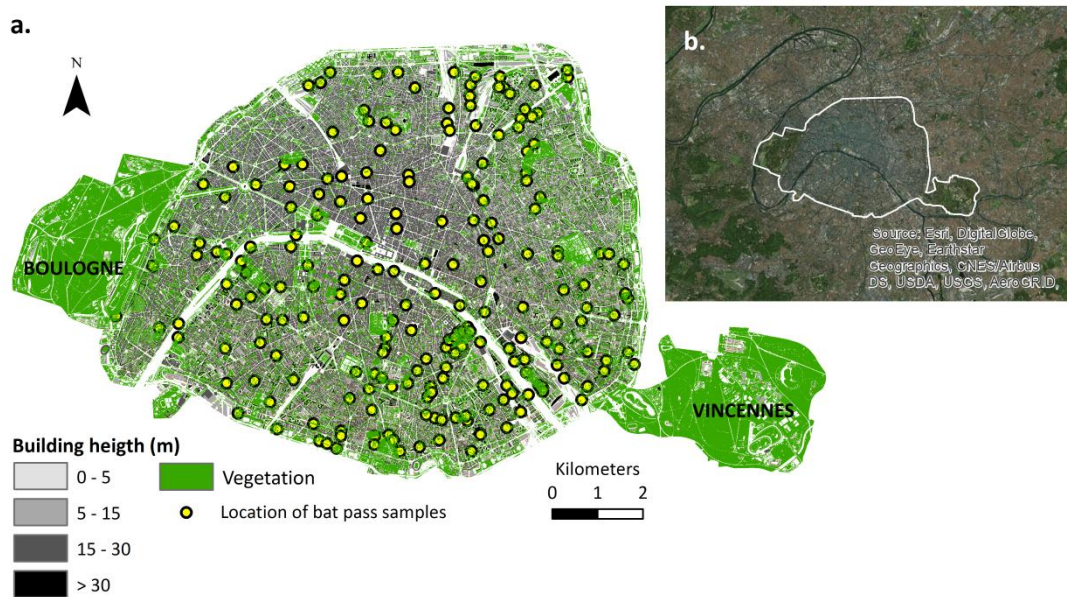 a.
N
BOULOGNE
VINCENNES
Building heigth (m)
0 - 5
5 - 15
15 - 30
> 30
Vegetation
Location of bat pass samples
Kilometers
0 1 2
b.
Source: Esri, DigitalGlobe,
GeoEye, Earthstar
Geographics, CNES/Airbus
DS, USDA, USGS, AeroGRID,